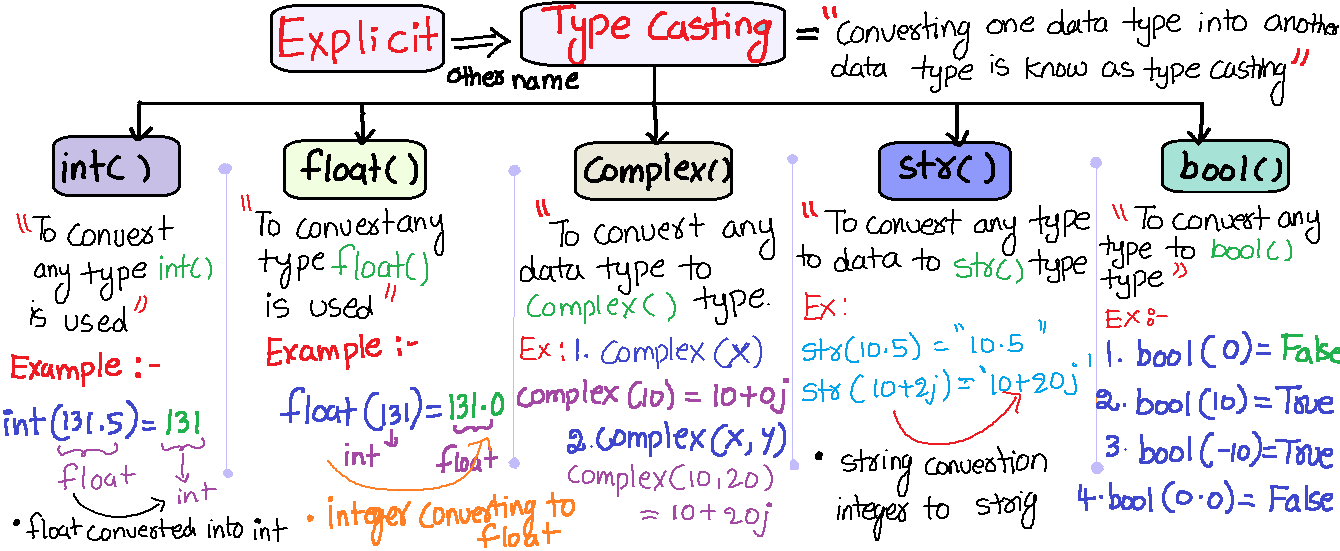 Explicit
other name
Type Casting
= "Converting one data type into another
data type is know as type casting"
int( )
"To convert
any type int()
is used"
Example :-
int(131.5) = 131
float
int
• float converted into int
float()
"To convert any
type float()
is used"
Example :-
float(131) = 131.0
int
float
• integer converting to
float
Complex()
"To convert any
data type to
Complex() type.
Ex: 1. Complex (x)
complex (10) = 10+0j
2. Complex(x, y)
Complex(10,20)
= 10+20j
str()
"To convert any type
to data to str() type
Ex:
str(10.5) = "10.5"
str (10+2j) = '10+20j'
• string convertion
integer to strig
bool()
"To convert any
type to bool()
type"
Ex:-
1. bool(0) = False
2. bool(10) = True
3. bool(-10)=True
4. bool(0.0) = False